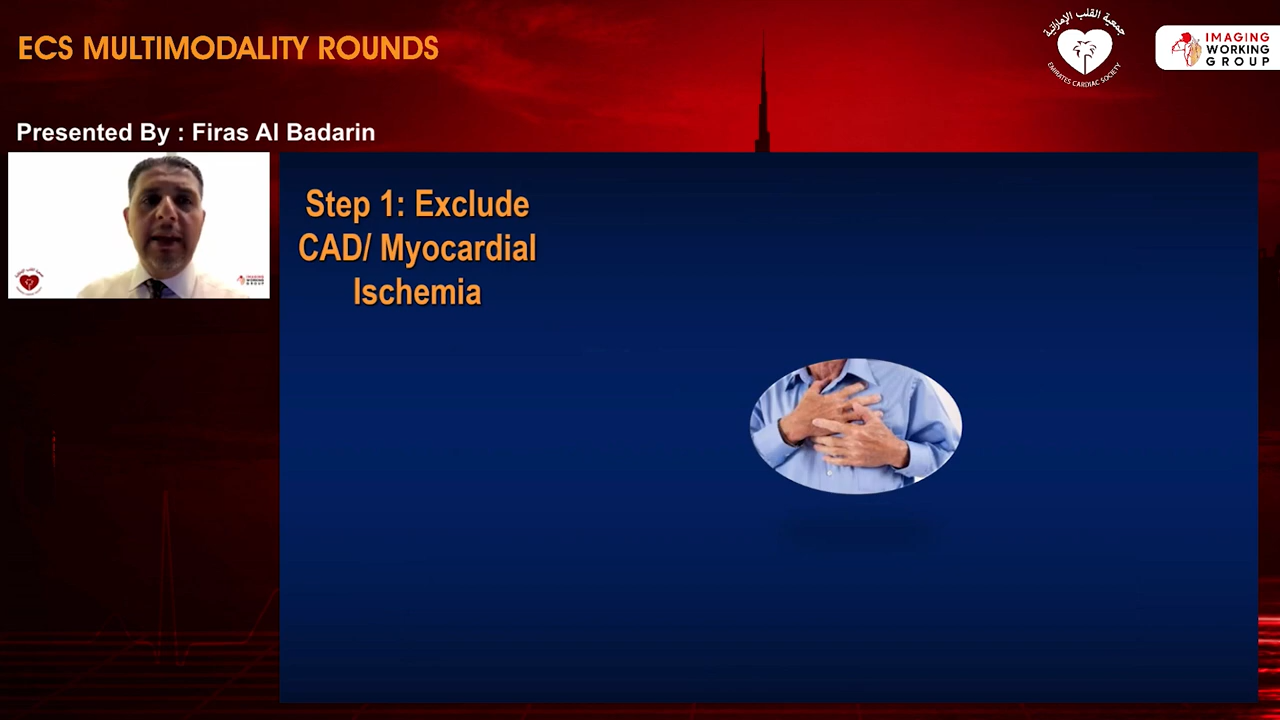 ECS MULTIMODALITY ROUNDS
جمعية القلب الإماراتية
EMIRATES CARDIAC SOCIETY
IMAGING
WORKING
GROUP
Presented By : Firas Al Badarin
Step 1: Exclude
CAD/ Myocardial
Ischemia